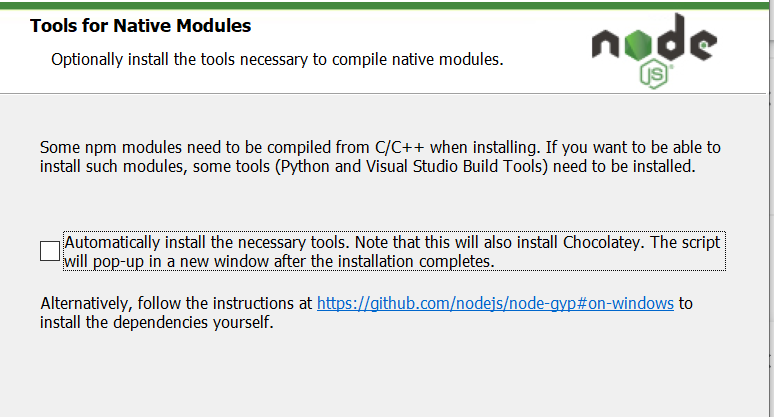 Tools for Native Modules
Optionally install the tools necessary to compile native modules.
node
JS
Some npm modules need to be compiled from C/C++ when installing. If you want to be able to
install such modules, some tools (Python and Visual Studio Build Tools) need to be installed.
Automatically install the necessary tools. Note that this will also install Chocolatey. The script
will pop-up in a new window after the installation completes.
Alternatively, follow the instructions at https://github.com/nodejs/node-gyp#on-windows to
install the dependencies yourself.